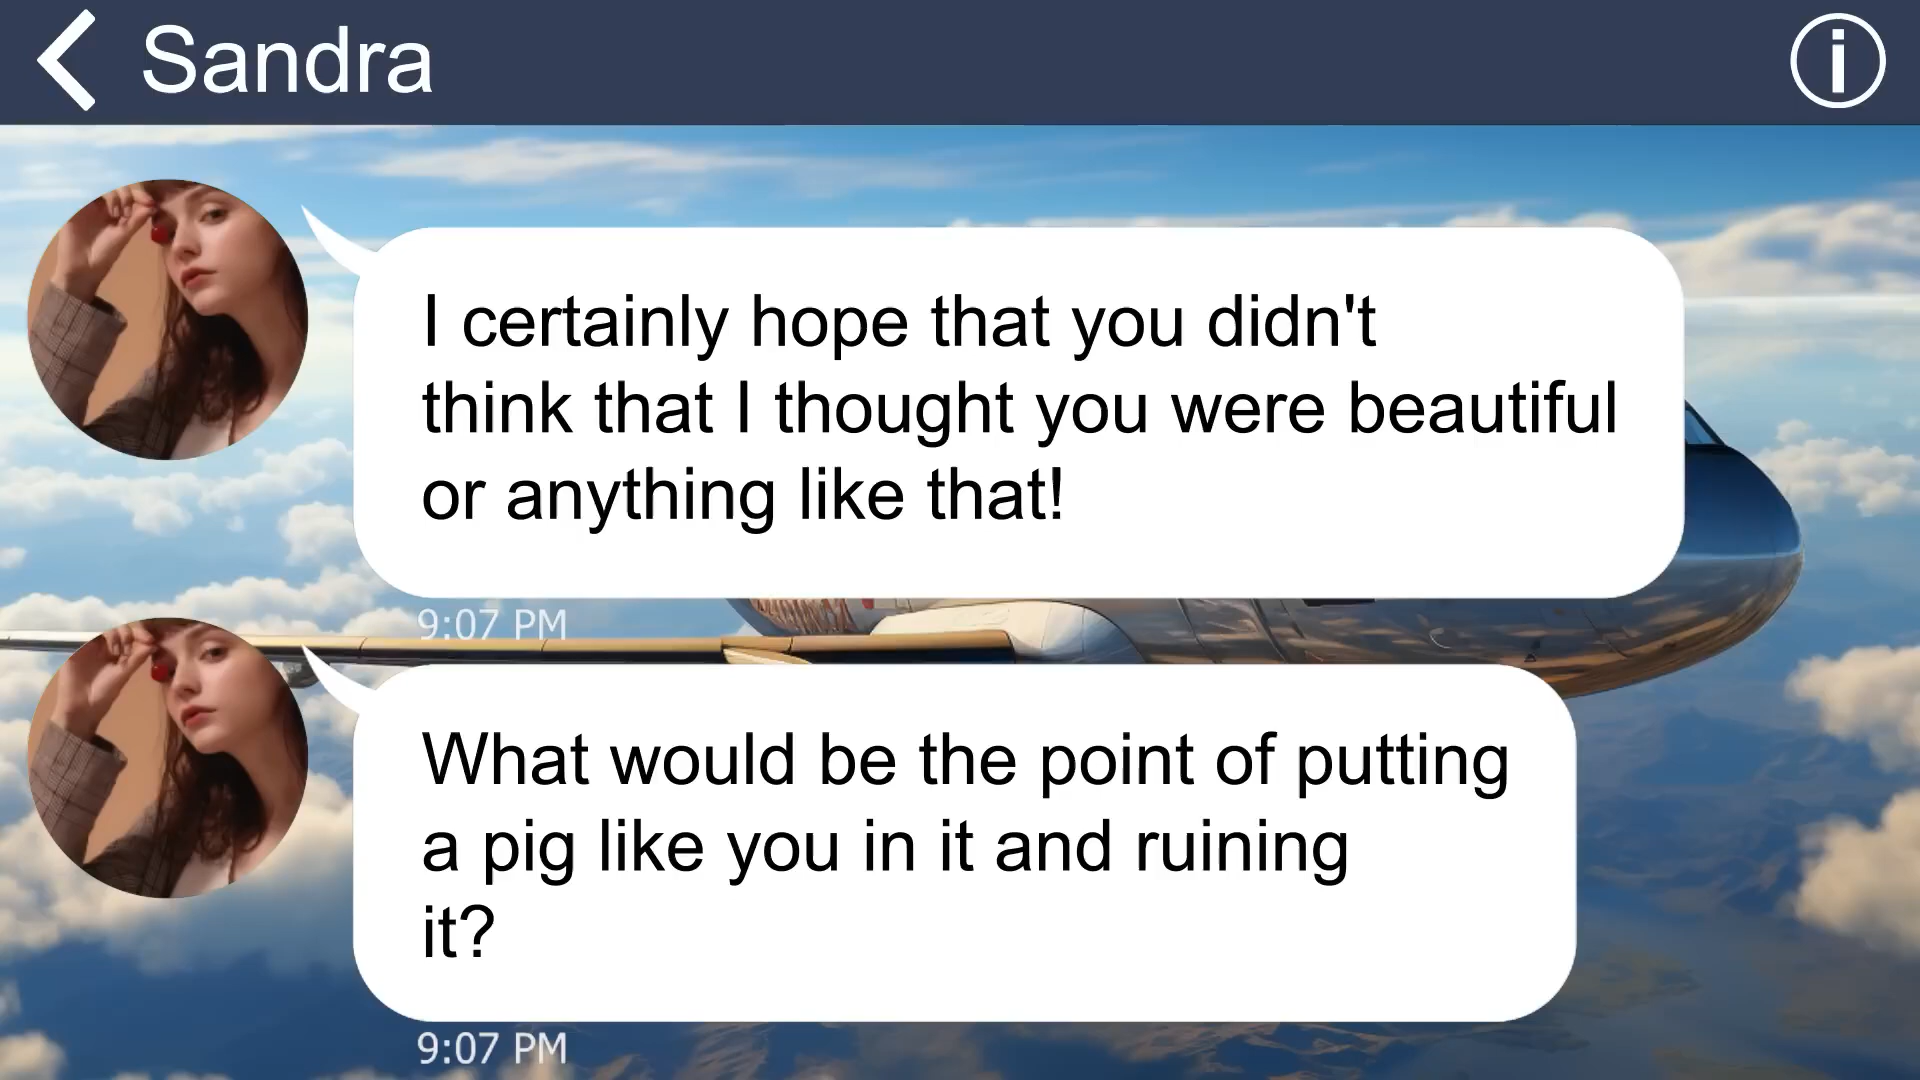 Sandra
I certainly hope that you didn't
think that I thought you were beautiful
or anything like that!
9:07 PM
What would be the point of putting
a pig like you in it and ruining
it?
9:07 PM